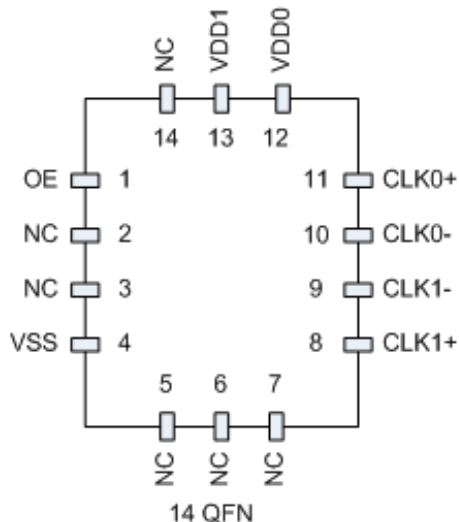 NC VDD1 VDD0
14 13 12
OE 1 11 CLK0+
NC 2 10 CLK0-
NC 3 9 CLK1-
VSS 4 8 CLK1+
5 6 7
NC NC NC
14 QFN